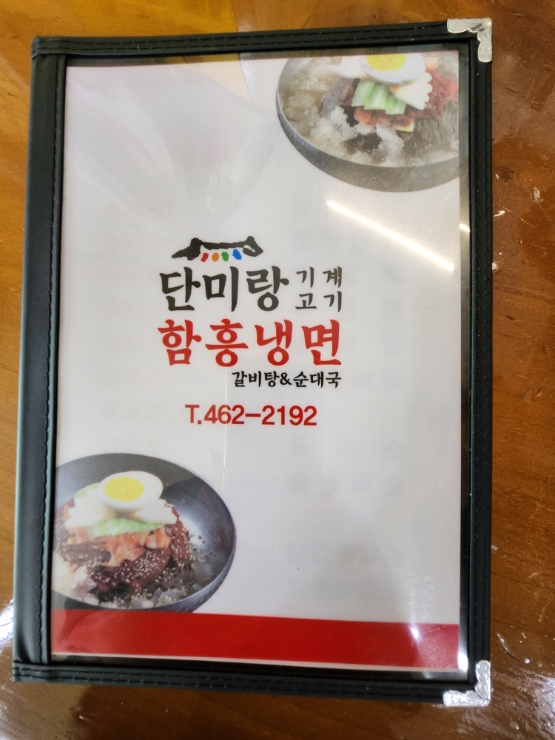 단미랑 기계
고기
함흥냉면
갈비탕&순대국
T.462-2192